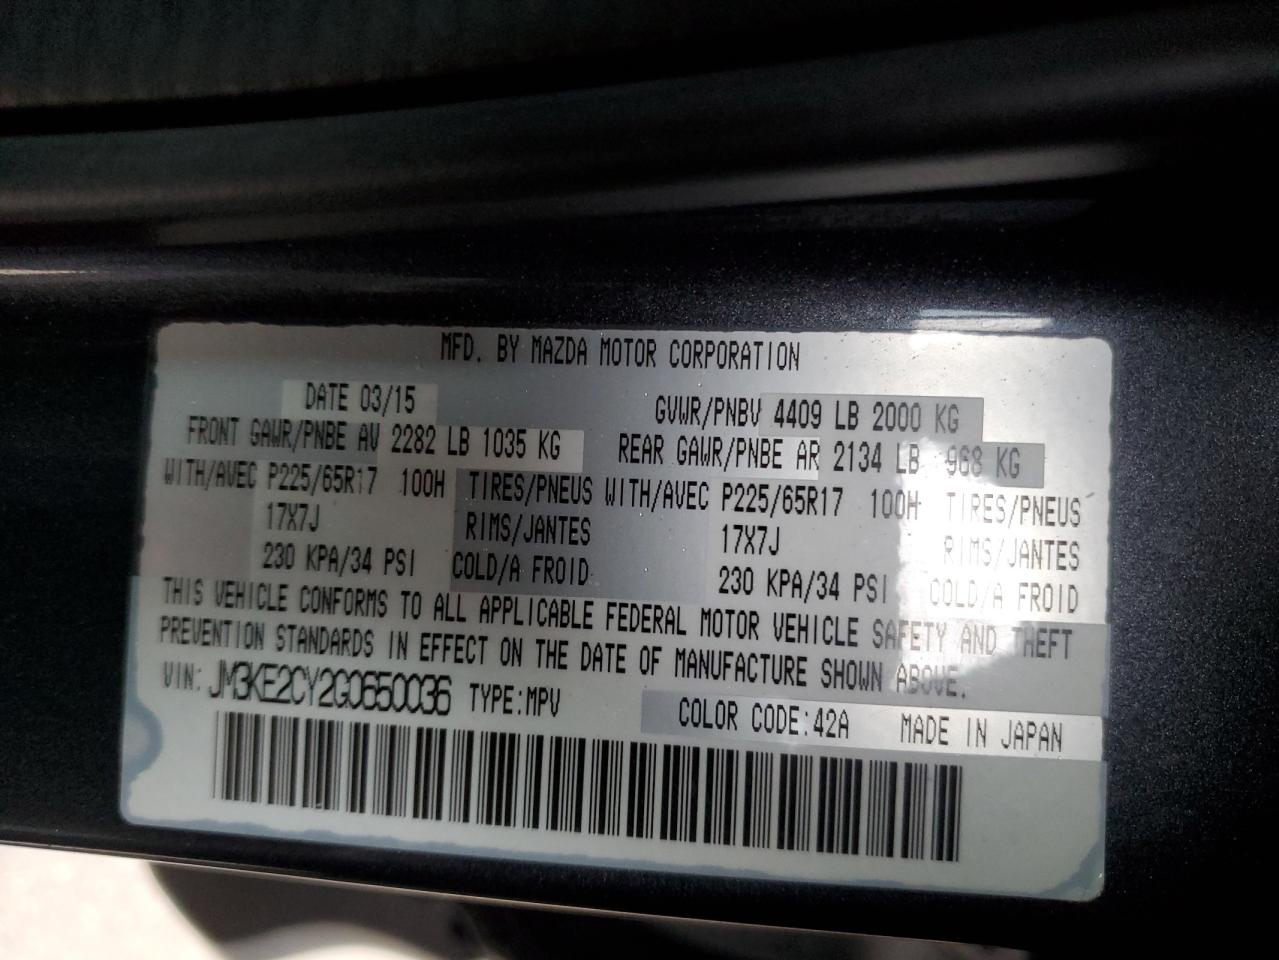 MFD. BY MAZDA MOTOR CORPORATION
DATE 03/15 GVWR/PNBV 4409 LB 2000 KG
FRONT GAWR/PNBE AV 2282 LB 1035 KG REAR GAWR/PNBE AR 2134 LB 968 KG
WITH/AVEC P225/65R17 100H TIRES/PNEUS WITH/AVEC P225/65R17 100H TIRES/PNEUS
17X7J RIMS/JANTES 17X7J RIMS/JANTES
230 KPA/34 PSI COLD/A FROID 230 KPA/34 PSI COLD/A FROID
THIS VEHICLE CONFORMS TO ALL APPLICABLE FEDERAL MOTOR VEHICLE SAFETY AND THEFT
PREVENTION STANDARDS IN EFFECT ON THE DATE OF MANUFACTURE SHOWN ABOVE.
VIN: JM3KE2CY2G0650036 TYPE:MPV COLOR CODE:42A MADE IN JAPAN